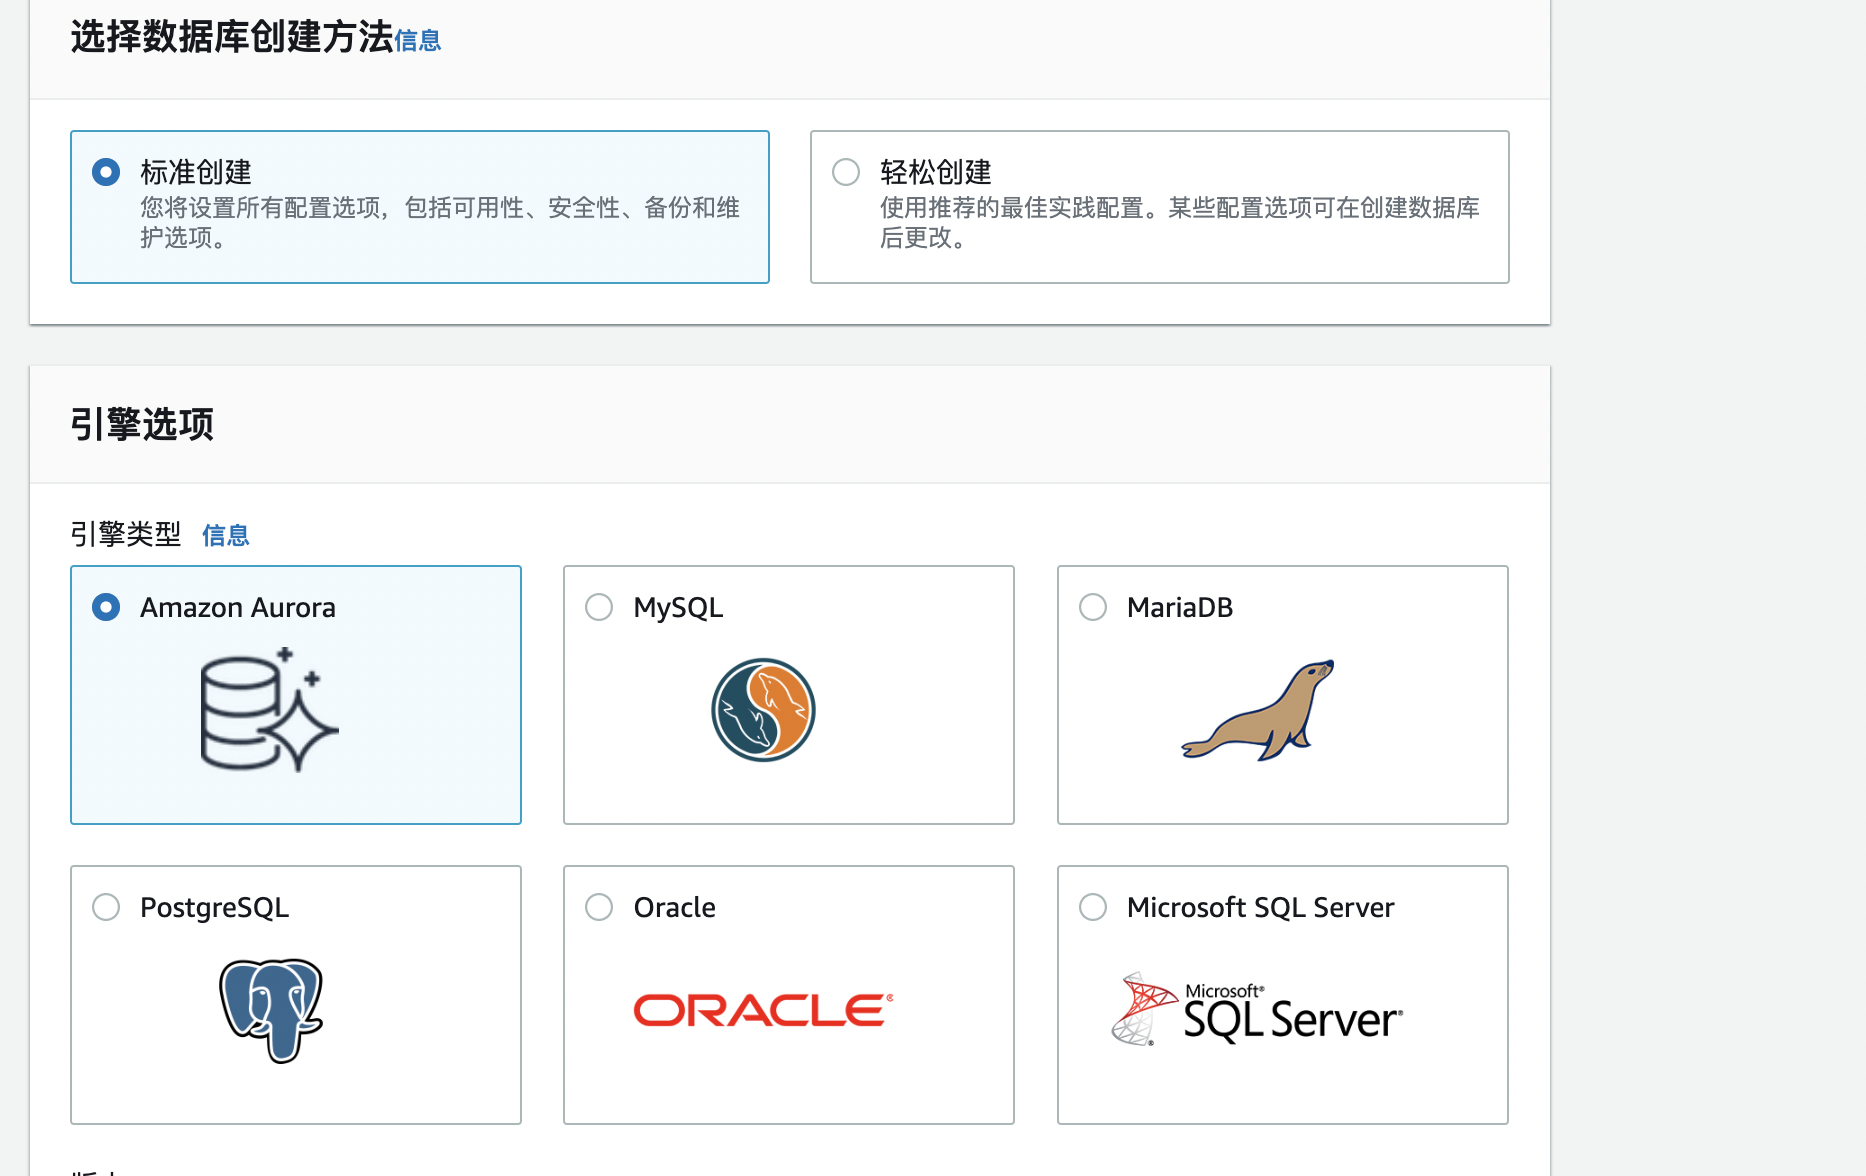 选择数据库创建方法信息
标准创建
您将设置所有配置选项，包括可用性、安全性、备份和维
护选项。
轻松创建
使用推荐的最佳实践配置。某些配置选项可在创建数据库
后更改。
引擎选项
引擎类型 信息
Amazon Aurora
MySQL
MariaDB
PostgreSQL
Oracle
ORACLE
Microsoft SQL Server
Microsoft®
SQL Server®